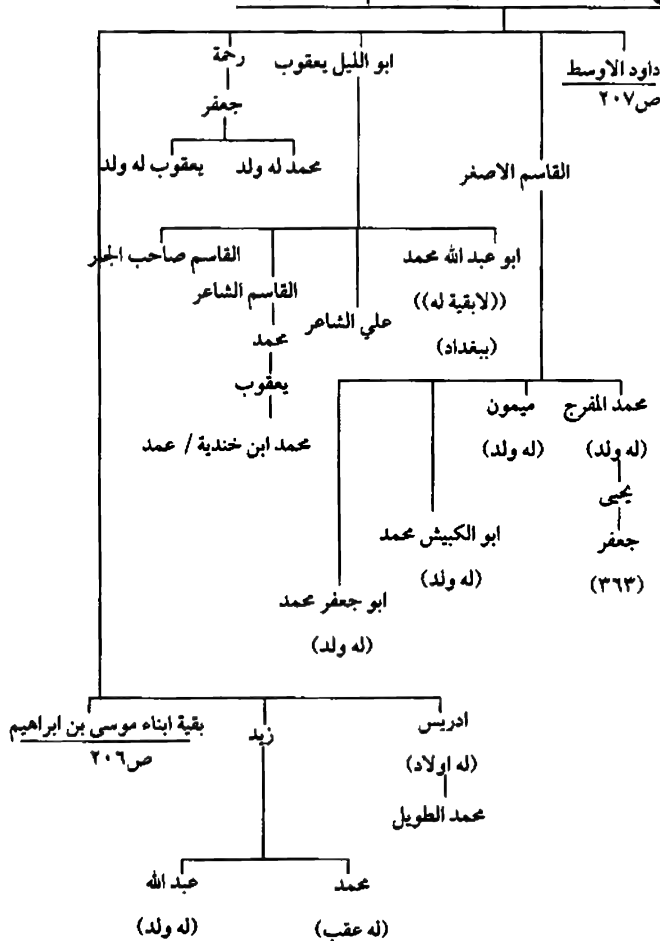 داود الاوسط
ص٢٠٧
ابو الليل يعقوب
رحمة
جعفر
محمد له ولد
يعقوب له ولد
القاسم الاصغر
ابو عبد الله محمد
((لابقية له))
(ببغداد)
علي الشاعر
القاسم الشاعر
محمد
يعقوب
محمد ابن خندية / عمد
القاسم صاحب الجبر
محمد المفرج
(له ولد)
يحيى
جعفر
(٣٦٣)
ميمون
(له ولد)
ابو الكبيش محمد
(له ولد)
ابو جعفر محمد
(له ولد)
ادريس
(له اولاد)
محمد الطويل
زيد
محمد
(له عقب)
عبد الله
(له ولد)
بقية ابناء موسى بن ابراهيم
ص٢٠٦